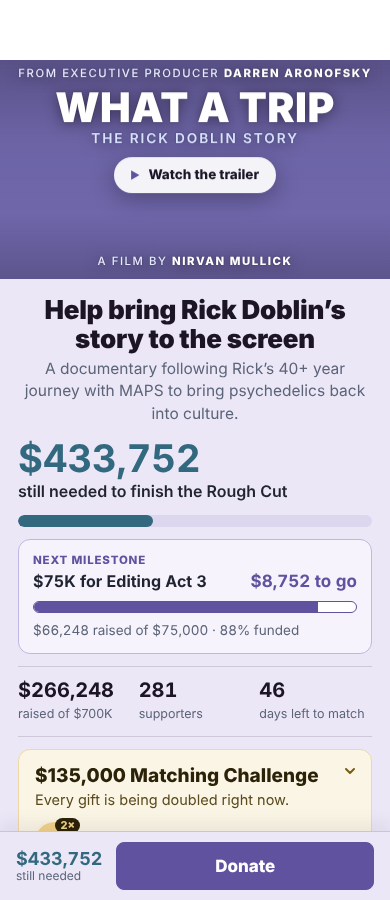 FROM EXECUTIVE PRODUCER DARREN ARONOFSKY
WHAT A TRIP
THE RICK DOBLIN STORY
Watch the trailer
A FILM BY NIRVAN MULLICK
Help bring Rick Doblin’s
story to the screen
A documentary following Rick’s 40+ year
journey with MAPS to bring psychedelics back
into culture.
$433,752
still needed to finish the Rough Cut
NEXT MILESTONE
$75K for Editing Act 3 $8,752 to go
$66,248 raised of $75,000 · 88% funded
$266,248 281 46
raised of $700K supporters days left to match
$135,000 Matching Challenge
Every gift is being doubled right now.
2×
$433,752
still needed
Donate